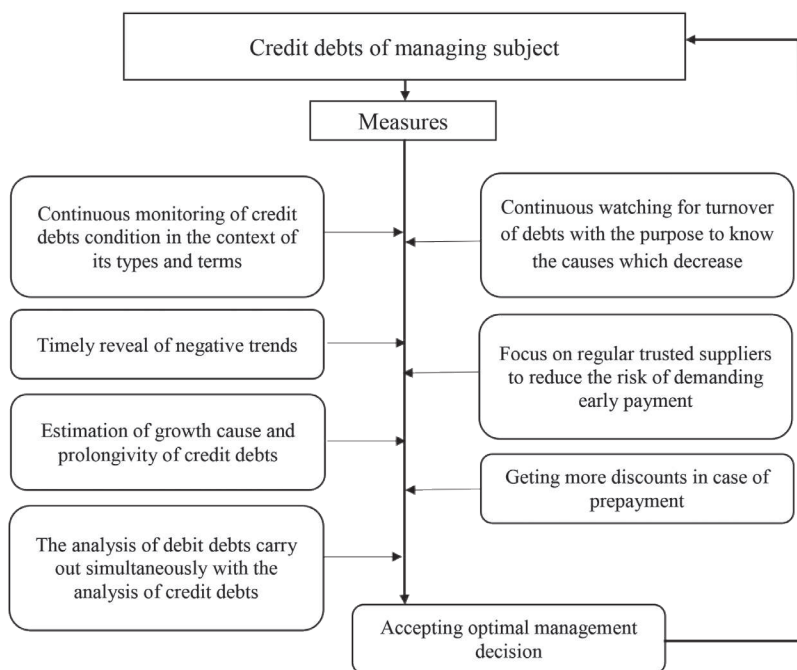 Credit debts of managing subject
Measures
Continuous monitoring of credit
debts condition in the context of
its types and terms
Continuous watching for turnover
of debts with the purpose to know
the causes which decrease
Timely reveal of negative trends
Focus on regular trusted suppliers
to reduce the risk of demanding
early payment
Estimation of growth cause and
prolongivity of credit debts
Geting more discounts in case of
prepayment
The analysis of debit debts carry
out simultaneously with the
analysis of credit debts
Accepting optimal management
decision